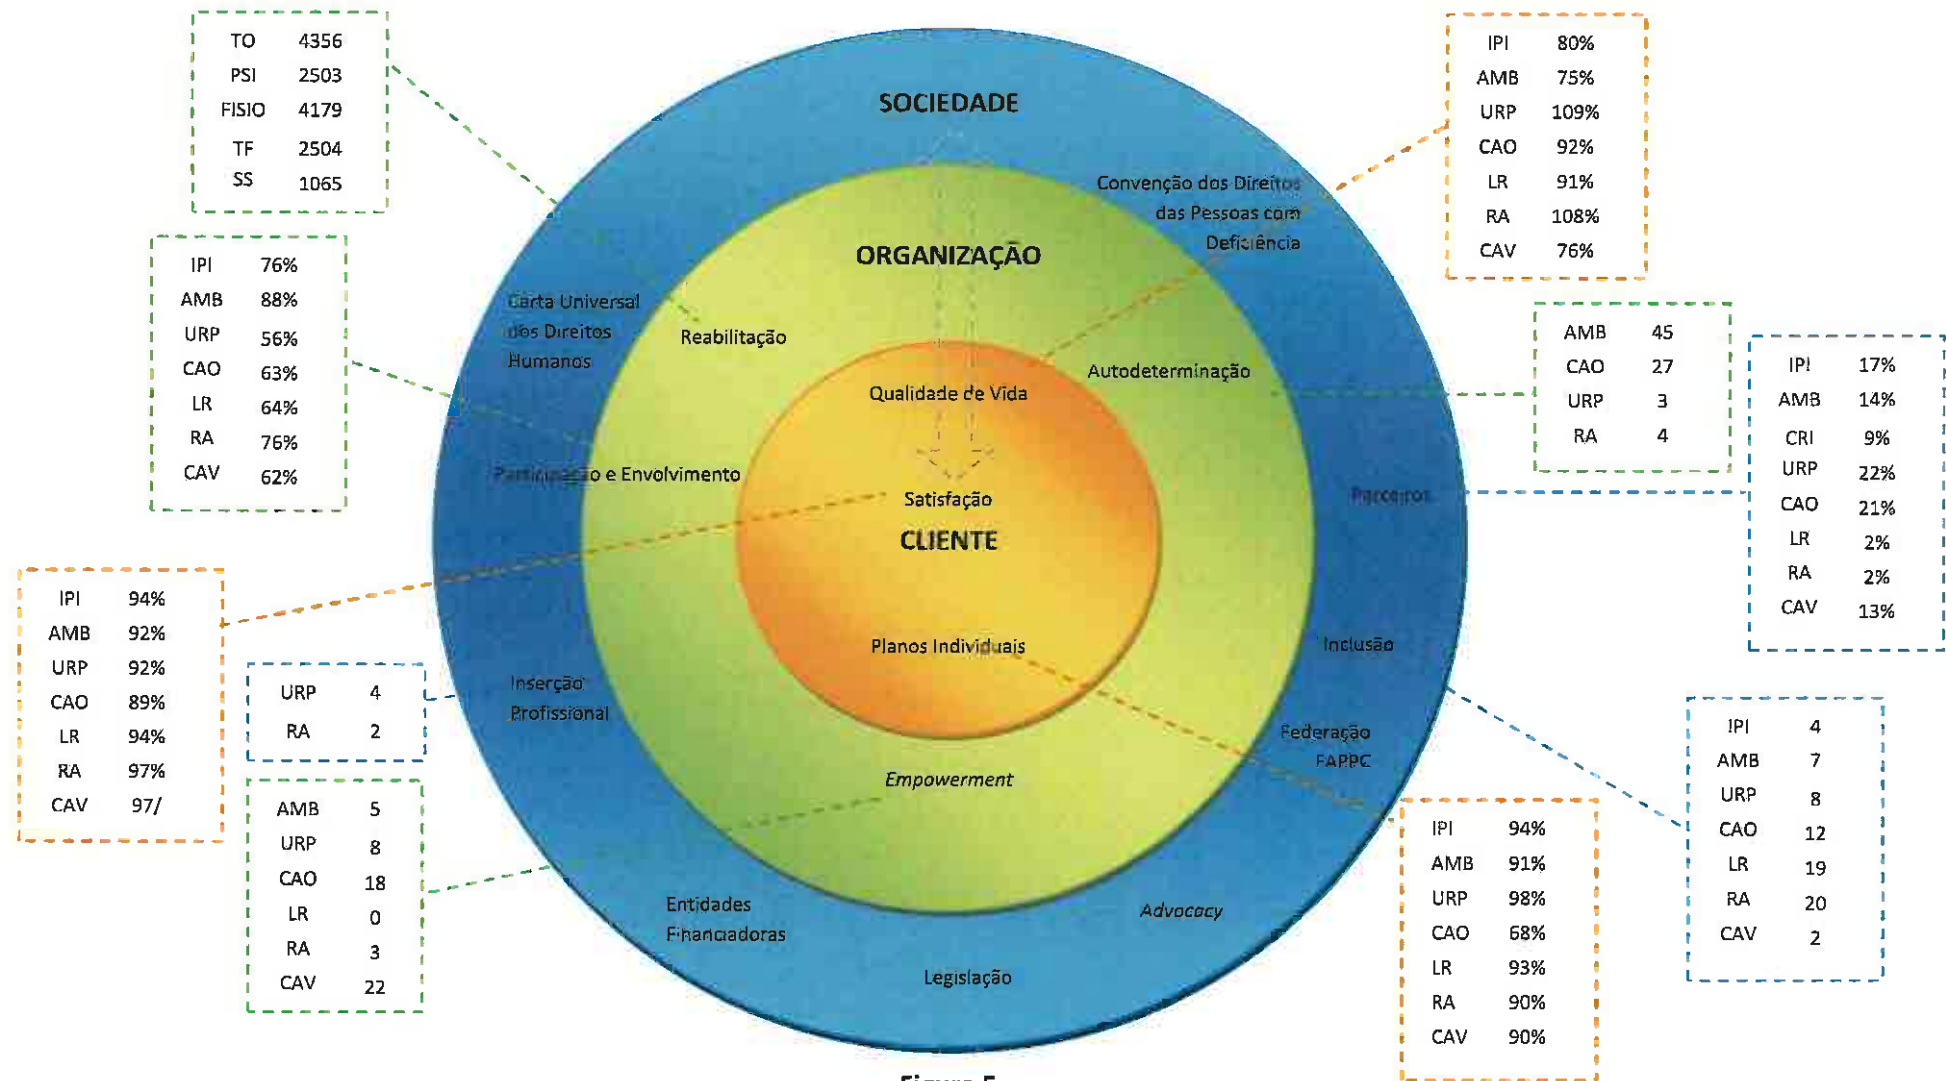 TO 4356
PSI 2503
FISIO 4179
TF 2504
SS 1065
IPI 76%
AMB 88%
URP 56%
CAO 63%
LR 64%
RA 76%
CAV 62%
IPI 94%
AMB 92%
URP 92%
CAO 89%
LR 94%
RA 97%
CAV 97/
URP 4
RA 2
AMB 5
URP 8
CAO 18
LR 0
RA 3
CAV 22
SOCIEDADE
Convenção dos Direitos
das Pessoas com
Deficiência
ORGANIZAÇÃO
Carta Universal
dos Direitos
Humanos
Reabilitação
Autodeterminação
Qualidade de Vida
Participação e Envolvimento
Satisfação
CLIENTE
Parceiros
Planos Individuais
Inclusão
Inserção
Profissional
Federação
FAPPC
Empowerment
Entidades
Financiadoras
Advocacy
Legislação
IPI 80%
AMB 75%
URP 109%
CAO 92%
LR 91%
RA 108%
CAV 76%
AMB 45
CAO 27
URP 3
RA 4
IPI 17%
AMB 14%
CRI 9%
URP 22%
CAO 21%
LR 2%
RA 2%
CAV 13%
IPI 4
AMB 7
URP 8
CAO 12
LR 19
RA 20
CAV 2
IPI 94%
AMB 91%
URP 98%
CAO 68%
LR 93%
RA 90%
CAV 90%